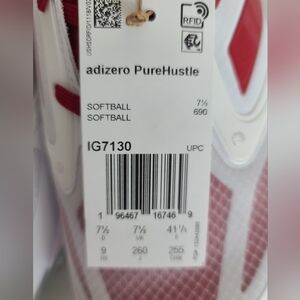 RFID
adizero PureHustle
SOFTBALL 7½
SOFTBALL 690
IG7130 UPC
1 96467 16746 9
7½ 7½ 41⅓
9 260 255